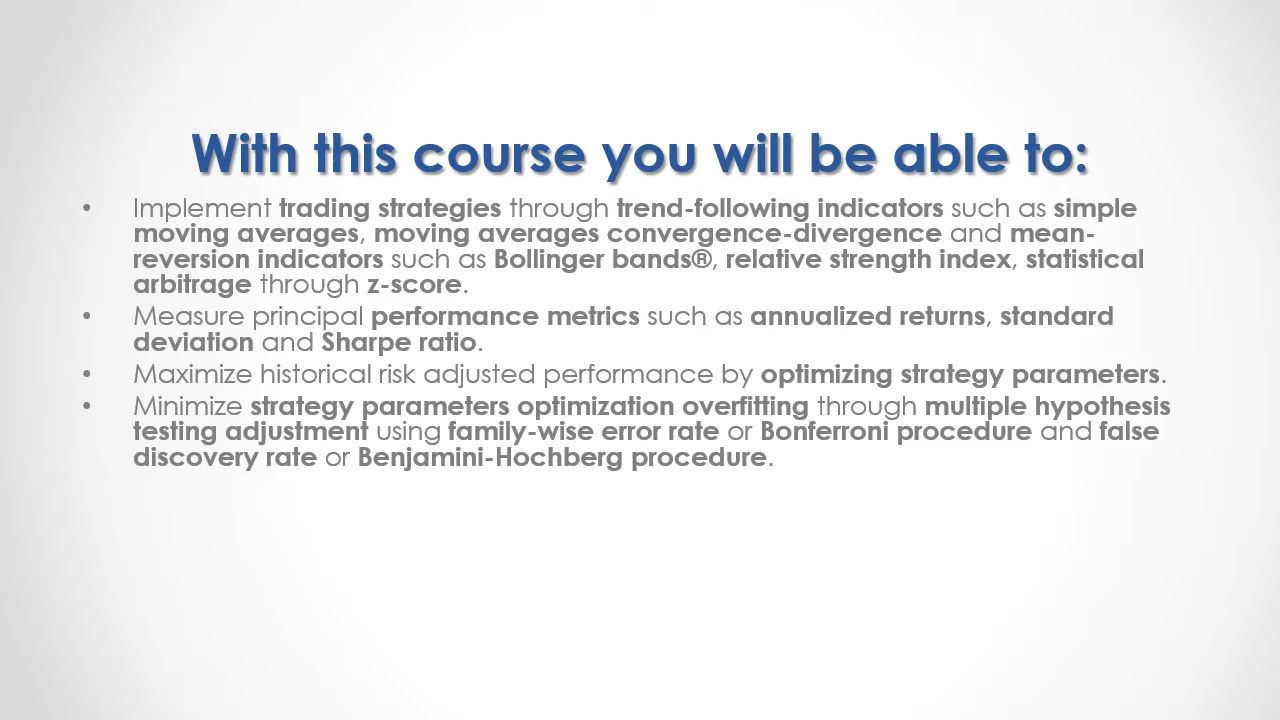 With this course you will be able to:
• Implement trading strategies through trend-following indicators such as simple
moving averages, moving averages convergence-divergence and mean-
reversion indicators such as Bollinger bands®, relative strength index, statistical
arbitrage through z-score.
• Measure principal performance metrics such as annualized returns, standard
deviation and Sharpe ratio.
• Maximize historical risk adjusted performance by optimizing strategy parameters.
• Minimize strategy parameters optimization overfitting through multiple hypothesis
testing adjustment using family-wise error rate or Bonferroni procedure and false
discovery rate or Benjamini-Hochberg procedure.